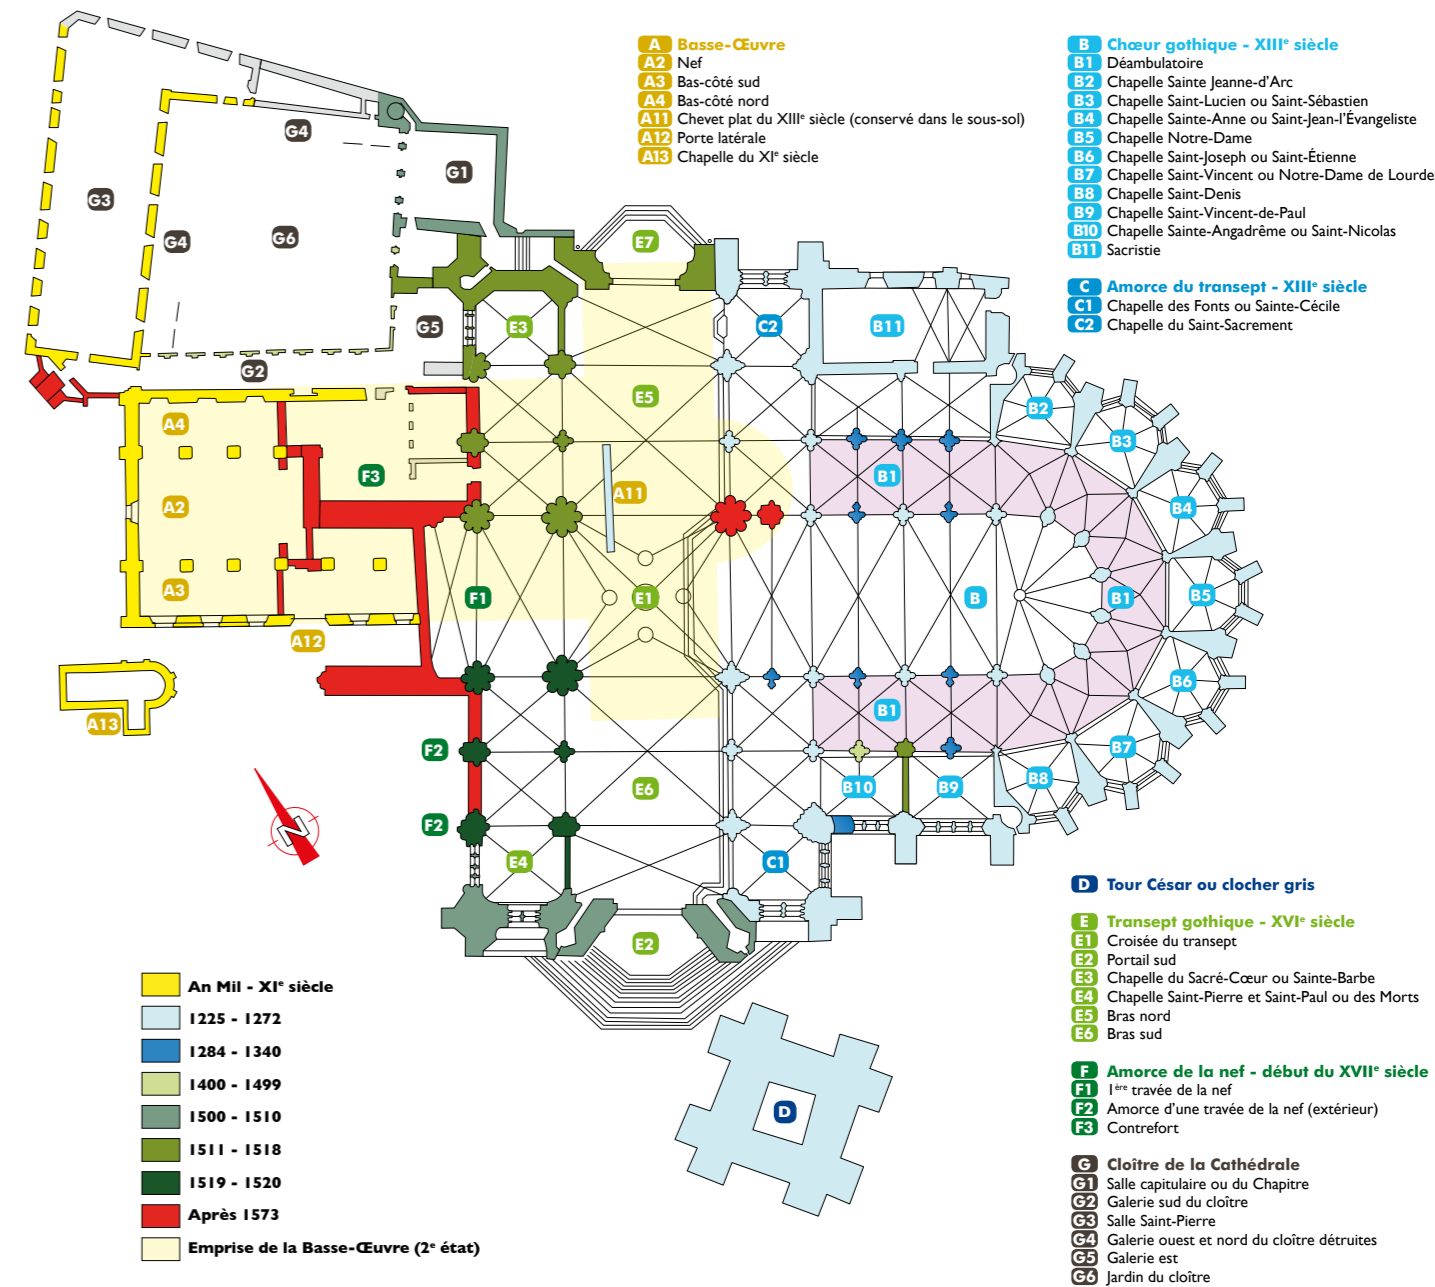 A Basse-Œuvre
A2 Nef
A3 Bas-côté sud
A4 Bas-côté nord
A11 Chevet plat du XIIIe siècle (conservé dans le sous-sol)
A12 Porte latérale
A13 Chapelle du XIe siècle
B Chœur gothique - XIIIe siècle
B1 Déambulatoire
B2 Chapelle Sainte Jeanne-d'Arc
B3 Chapelle Saint-Lucien ou Saint-Sébastien
B4 Chapelle Sainte-Anne ou Saint-Jean-l'Évangeliste
B5 Chapelle Notre-Dame
B6 Chapelle Saint-Joseph ou Saint-Étienne
B7 Chapelle Saint-Vincent ou Notre-Dame de Lourde
B8 Chapelle Saint-Denis
B9 Chapelle Saint-Vincent-de-Paul
B10 Chapelle Sainte-Angadrême ou Saint-Nicolas
B11 Sacristie
C Amorce du transept - XIIIe siècle
C1 Chapelle des Fonts ou Sainte-Cécile
C2 Chapelle du Saint-Sacrement
G4
G1
G3
G4
G6
E7
G5
E3
C2
B11
G2
E5
B2
A4
B3
F3
B1
A11
A2
B4
A3
F1
E1
B
B1
B5
A12
B6
A13
B1
F2
B7
E6
B10
B9
B8
N
F2
E4
C1
E2
D
An Mil - XIe siècle
1225 - 1272
1284 - 1340
1400 - 1499
1500 - 1510
1511 - 1518
1519 - 1520
Après 1573
Emprise de la Basse-Œuvre (2e état)
D Tour César ou clocher gris
E Transept gothique - XVIe siècle
E1 Croisée du transept
E2 Portail sud
E3 Chapelle du Sacré-Cœur ou Sainte-Barbe
E4 Chapelle Saint-Pierre et Saint-Paul ou des Morts
E5 Bras nord
E6 Bras sud
F Amorce de la nef - début du XVIIe siècle
F1 1ère travée de la nef
F2 Amorce d'une travée de la nef (extérieur)
F3 Contrefort
G Cloître de la Cathédrale
G1 Salle capitulaire ou du Chapitre
G2 Galerie sud du cloître
G3 Salle Saint-Pierre
G4 Galerie ouest et nord du cloître détruites
G5 Galerie est
G6 Jardin du cloître